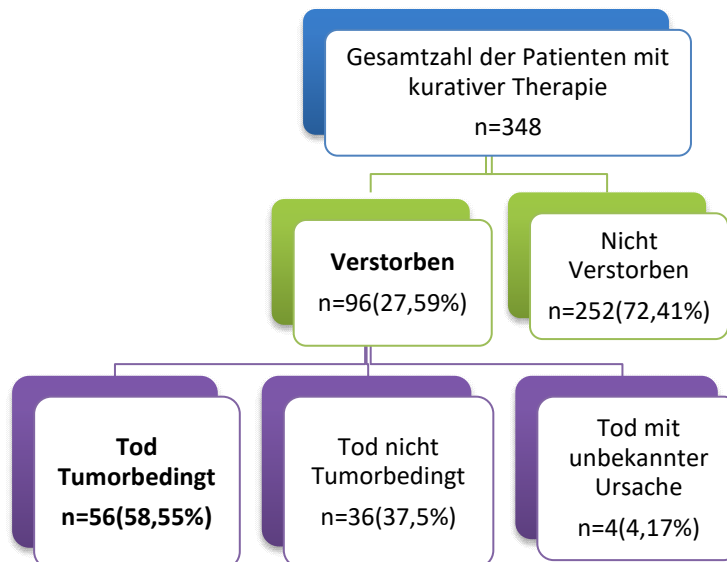 Gesamtzahl der Patienten mit
kurativer Therapie
n=348
Verstorben
n=96(27,59%)
Nicht
Verstorben
n=252(72,41%)
Tod
Tumorbedingt
n=56(58,55%)
Tod nicht
Tumorbedingt
n=36(37,5%)
Tod mit
unbekannter
Ursache
n=4(4,17%)